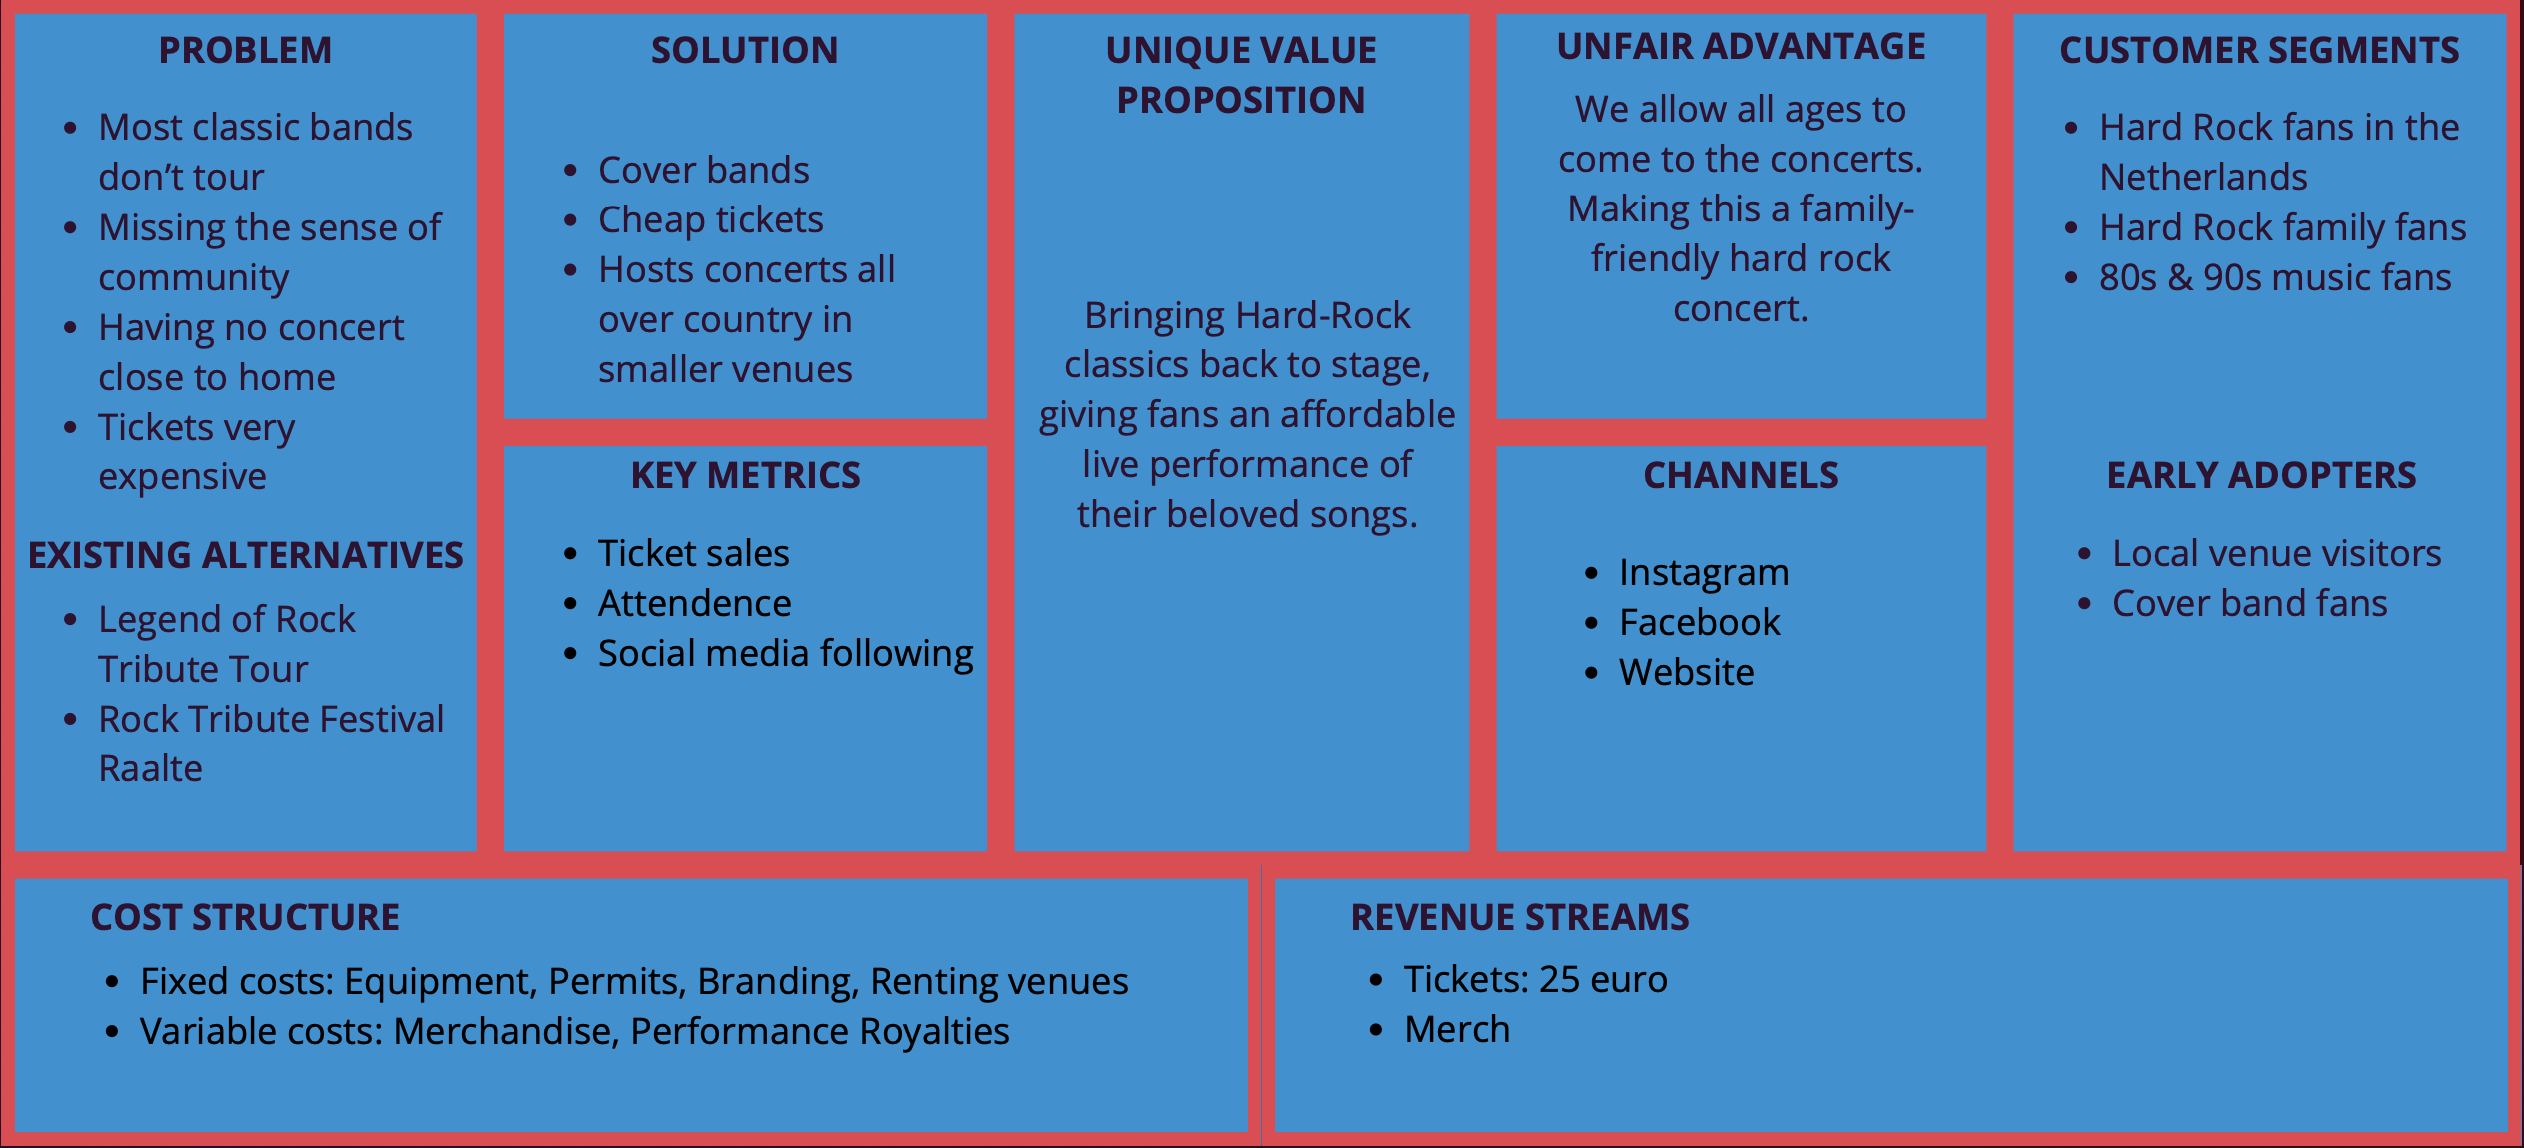 PROBLEM
Most classic bands
don't tour
Missing the sense of
community
Having no concert
close to home
Tickets very
expensive
EXISTING ALTERNATIVES
Legend of Rock
Tribute Tour
Rock Tribute Festival
Raalte
SOLUTION
Cover bands
Cheap tickets
Hosts concerts all
over country in
smaller venues
KEY METRICS
Ticket sales
Attendence
Social media following
UNIQUE VALUE
PROPOSITION
Bringing Hard-Rock
classics back to stage,
giving fans an affordable
live performance of
their beloved songs.
UNFAIR ADVANTAGE
We allow all ages to
come to the concerts.
Making this a family-
friendly hard rock
concert.
CHANNELS
Instagram
Facebook
Website
CUSTOMER SEGMENTS
Hard Rock fans in the
Netherlands
Hard Rock family fans
80s & 90s music fans
EARLY ADOPTERS
Local venue visitors
Cover band fans
COST STRUCTURE
Fixed costs: Equipment, Permits, Branding, Renting venues
Variable costs: Merchandise, Performance Royalties
REVENUE STREAMS
Tickets: 25 euro
Merch